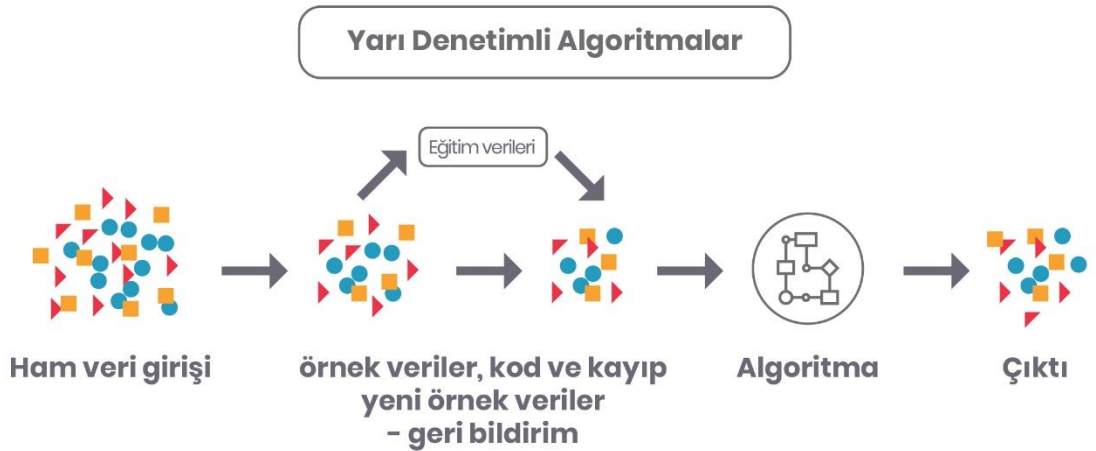 Yarı Denetimli Algoritmalar
Eğitim verileri
Ham veri girişi
örnek veriler, kod ve kayıp
yeni örnek veriler
- geri bildirim
Algoritma
Çıktı